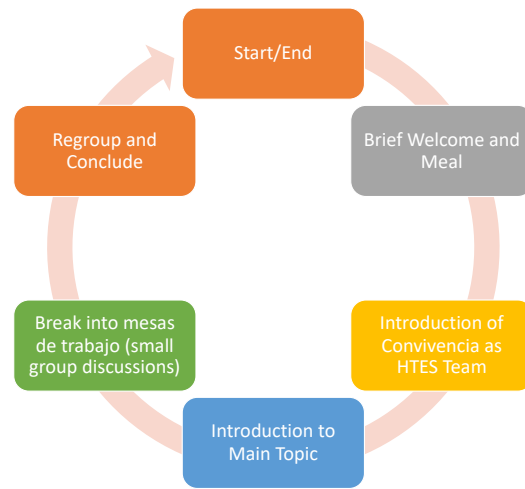 Start/End
Brief Welcome and
Meal
Introduction of
Convivencia as
HTES Team
Introduction to
Main Topic
Break into mesas
de trabajo (small
group discussions)
Regroup and
Conclude